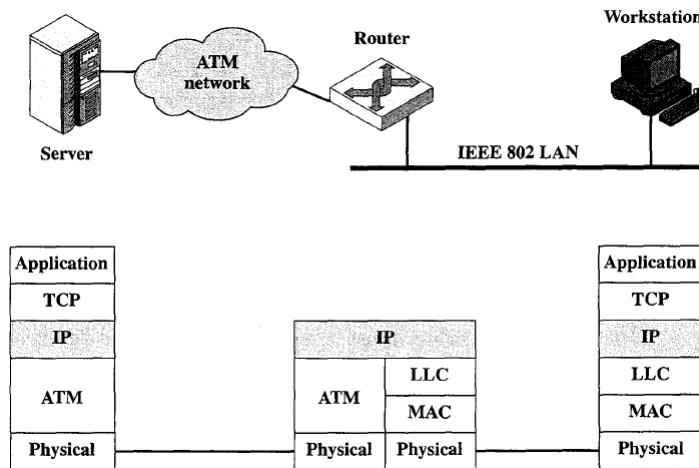 Workstation
Router
ATM
network
Server
IEEE 802 LAN
Application
TCP
IP
ATM
Physical
IP
ATM
LLC
MAC
Physical
Physical
Application
TCP
IP
LLC
MAC
Physical